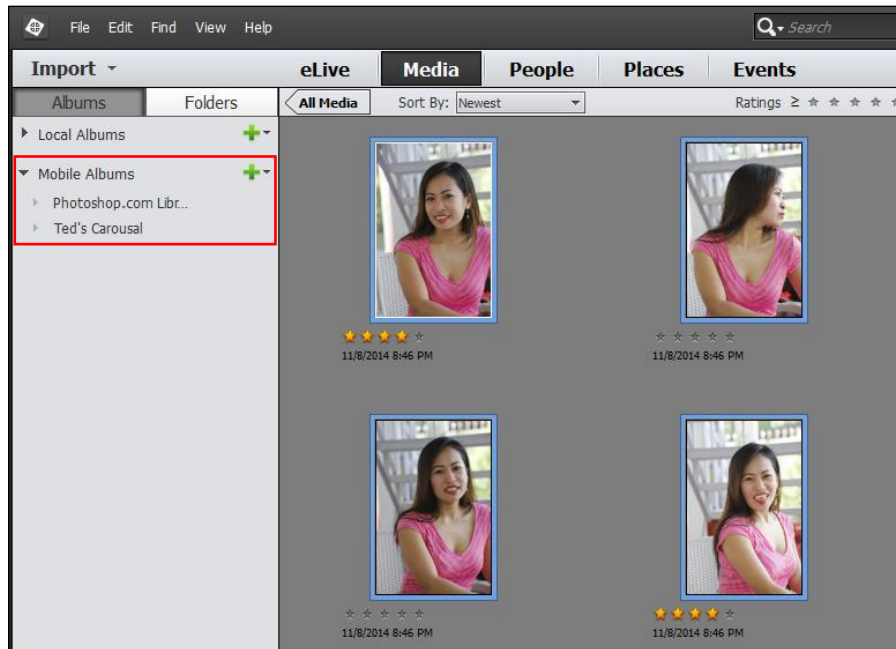 File Edit Find View Help Search
Import eLive Media People Places Events
Albums Folders All Media Sort By: Newest Ratings ≥
Local Albums
Mobile Albums
Photoshop.com Libr...
Ted's Carousal
11/8/2014 8:46 PM 11/8/2014 8:46 PM
11/8/2014 8:46 PM 11/8/2014 8:46 PM